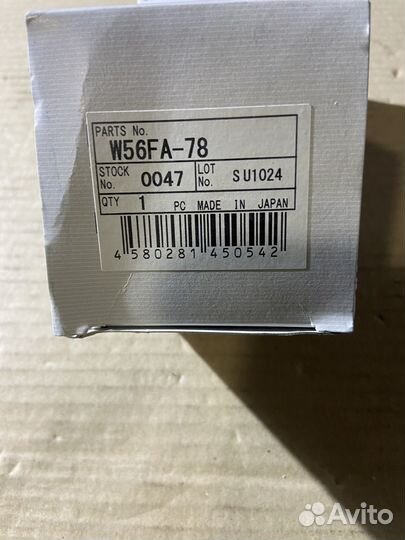 PARTS No.
W56FA-78
STOCK No. 0047 LOT No. SU1024
QTY 1 PC MADE IN JAPAN
4 580281 450542
Avito